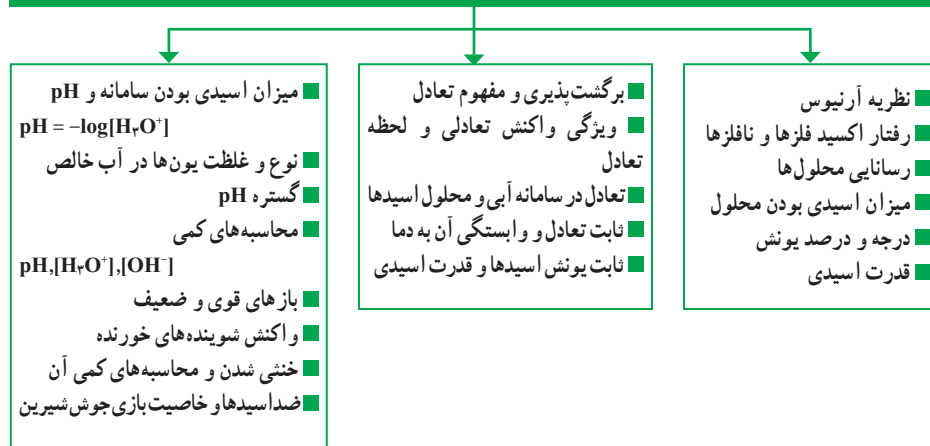 نظریه آرنیوس
رفتار اکسید فلزها و نافلزها
رسانایی محلول‌ها
میزان اسیدی بودن محلول
درجه و درصد یونش
قدرت اسیدی
برگشت‌پذیری و مفهوم تعادل
ویژگی واکنش تعادلی و لحظه
تعادل
تعادل در سامانه آبی و محلول اسیدها
ثابت تعادل و وابستگی آن به دما
ثابت یونش اسیدها و قدرت اسیدی
میزان اسیدی بودن سامانه و pH
pH = −log[H۳O⁺]
نوع و غلظت یون‌ها در آب خالص
گستره pH
محاسبه‌های کمی
pH,[H۳O⁺],[OH⁻]
بازهای قوی و ضعیف
واکنش شوینده‌های خورنده
خنثی شدن و محاسبه‌های کمی آن
ضداسیدها و خاصیت بازی جوش شیرین